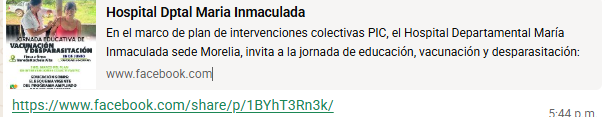 Hospital Dptal Maria Inmaculada
En el marco de plan de intervenciones colectivas PIC, el Hospital Departamental María
Inmaculada sede Morelia, invita a la jornada de educación, vacunación y desparasitación:
www.facebook.com
JORNADA EDUCATIVA DE
VACUNACIÓN Y
DESPARASITACIÓN
https://www.facebook.com/share/p/1BYhT3Rn3k/
5:44 p.m